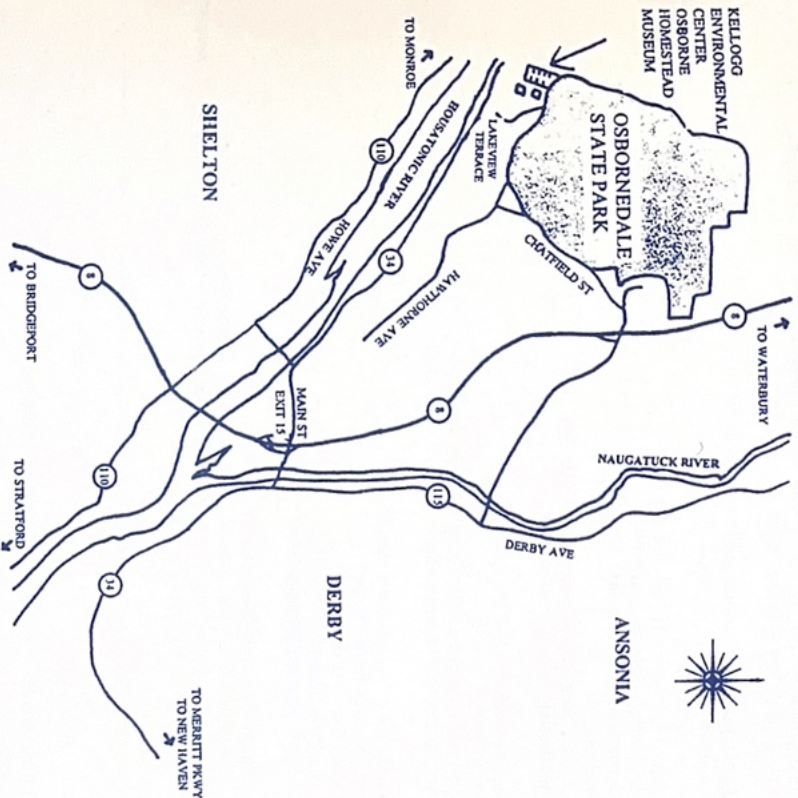 KELLOGG
ENVIRONMENTAL
CENTER
OSBORNE
HOMESTEAD
MUSEUM
TO WATERBURY
8
OSBORNEDALE
STATE PARK
NAUGATUCK RIVER
ANSONIA
CHATFIELD ST
LAKEVIEW
TERRACE
DERBY AVE
HAWTHORNE AVE
8
115
BOUSATONIC RIVER
34
TO MONROE
110
HOWE AVE
MAIN ST
EXIT 15
DERBY
SHELTON
8
110
34
TO MERRITT PKWY
TO NEW HAVEN
TO BRIDGEPORT
TO STRATFORD